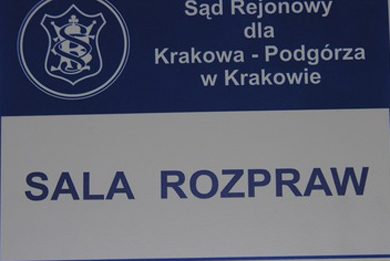 Sąd Rejonowy
dla
Krakowa - Podgórza
w Krakowie
SALA ROZPRAW